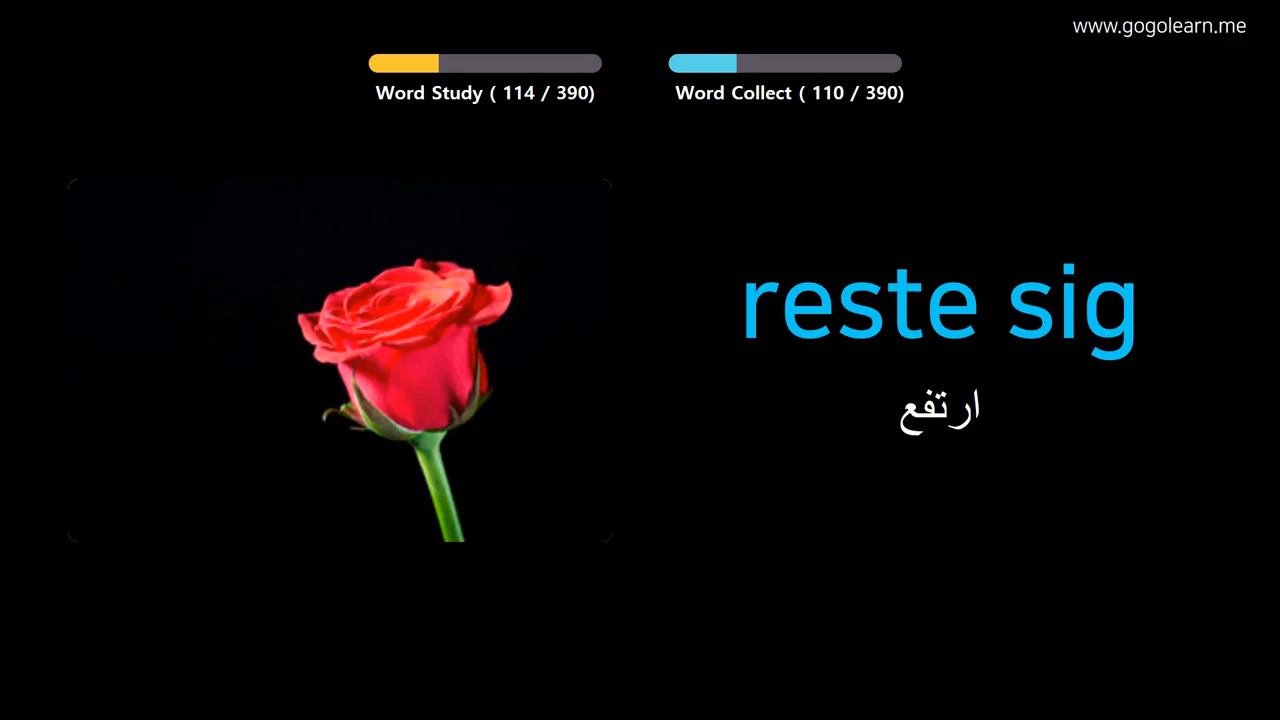 www.gogolearn.me
Word Study ( 114 / 390)
Word Collect ( 110 / 390)
reste sig
ارتفع